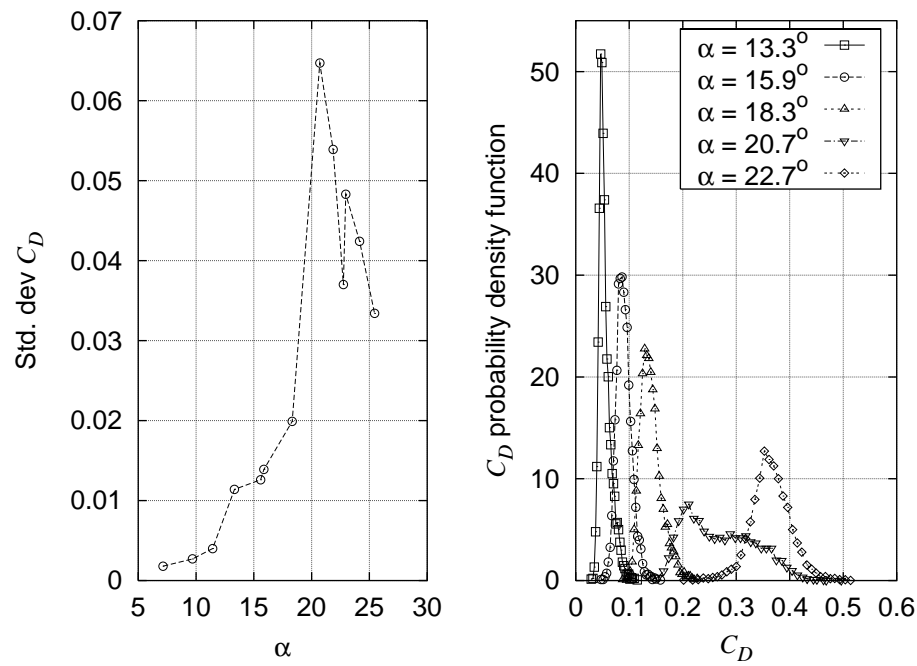 0.07
0.06
0.05
0.04
0.03
0.02
0.01
0
5 10 15 20 25 30
Std. dev C_D
α
50
40
30
20
10
0
0 0.1 0.2 0.3 0.4 0.5 0.6
C_D probability density function
C_D
α = 13.3°
α = 15.9°
α = 18.3°
α = 20.7°
α = 22.7°